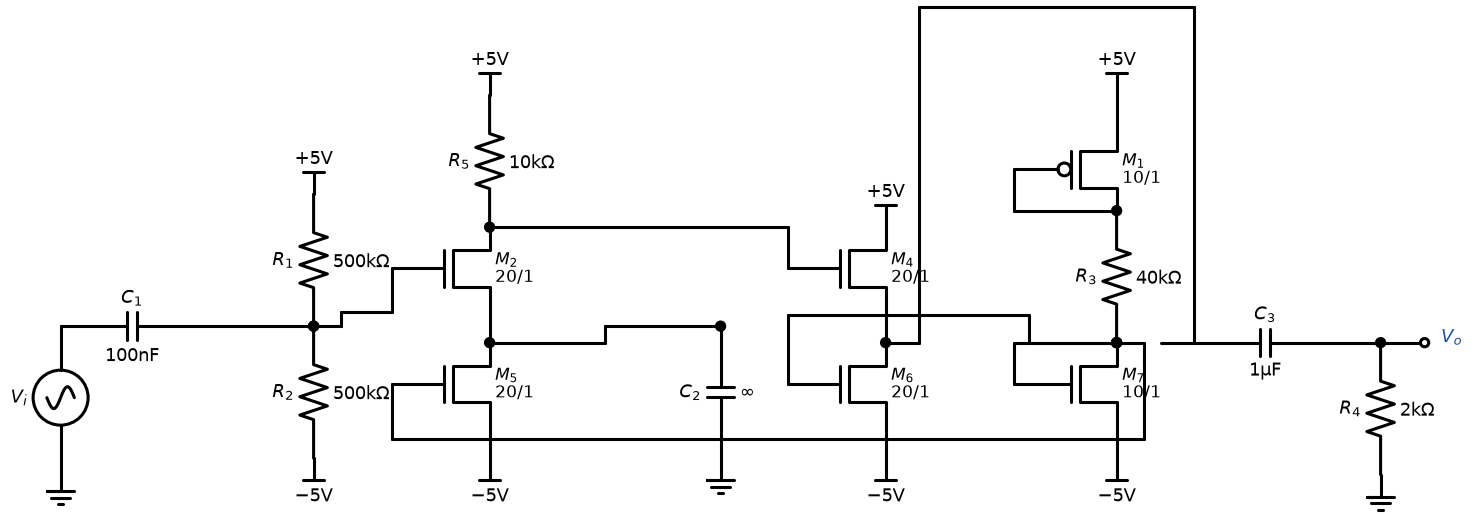 +5V
+5V
+5V
R5
10kΩ
+5V
M1
10/1
+5V
R1
500kΩ
M2
20/1
M4
20/1
R3
40kΩ
C1
100nF
C3
1μF
Vo
Vi
R2
500kΩ
M5
20/1
C2
∞
M6
20/1
M7
10/1
R4
2kΩ
−5V
−5V
−5V
−5V